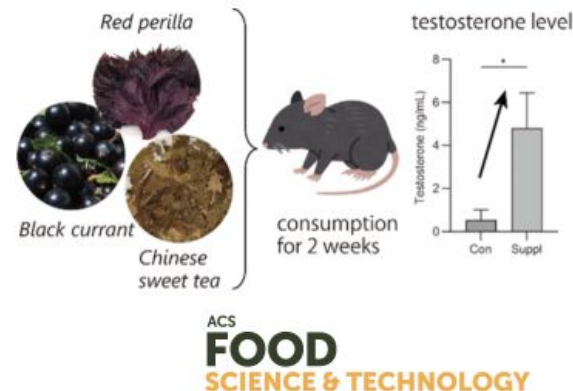 Red perilla
testosterone level
Black currant
Chinese
sweet tea
consumption
for 2 weeks
Testosterone (ng/mL)
8
6
4
2
0
*
Con Suppl
ACS
FOOD
SCIENCE & TECHNOLOGY